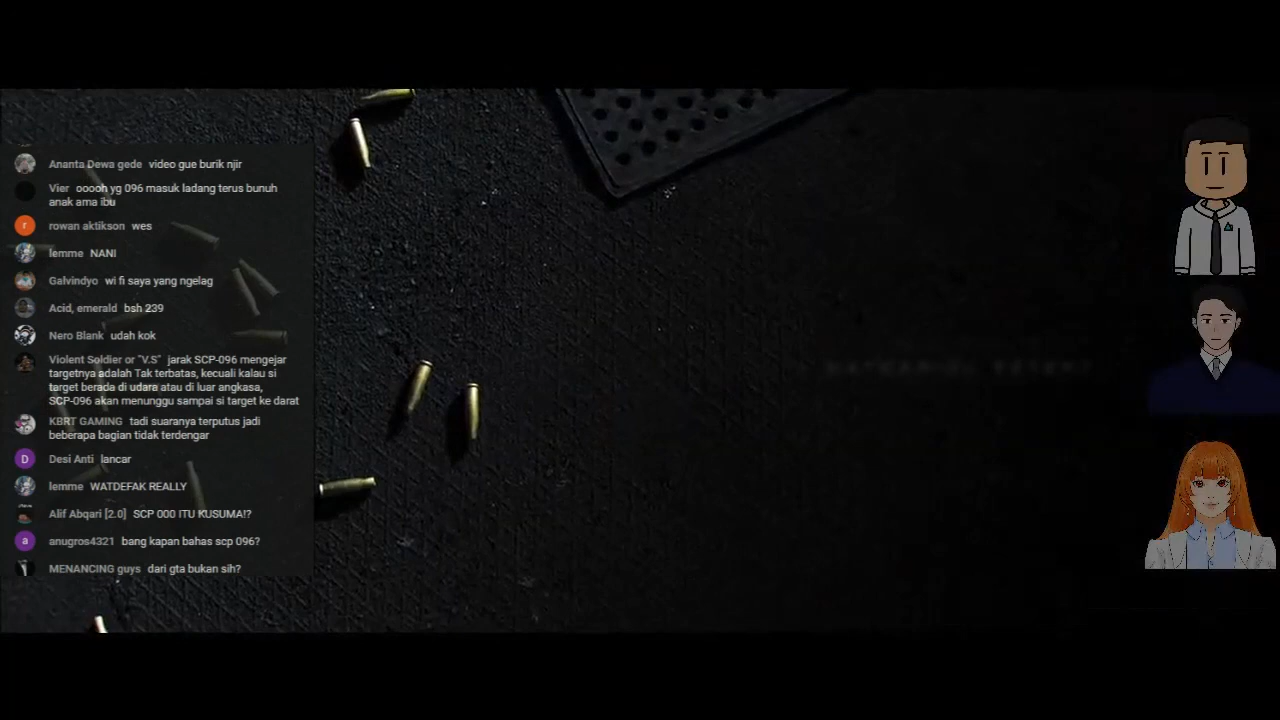 Ananta Dewa gede video gue burik njir
Vier ooooh yg 096 masuk ladang terus bunuh
anak ama ibu
r rowan aktikson wes
lemme NANI
Galvindyo wi fi saya yang ngelag
Acid, emerald bsh 239
Nero Blank udah kok
Violent Soldier or "V.S" jarak SCP-096 mengejar
targetnya adalah Tak terbatas, kecuali kalau si
target berada di udara atau di luar angkasa,
SCP-096 akan menunggu sampai si target ke darat
KBRT GAMING tadi suaranya terputus jadi
beberapa bagian tidak terdengar
D Desi Anti lancar
lemme WATDEFAK REALLY
Alif Abqari [2.0] SCP 000 ITU KUSUMA!?
a anugros4321 bang kapan bahas scp 096?
MENANCING guys dari gta bukan sih?